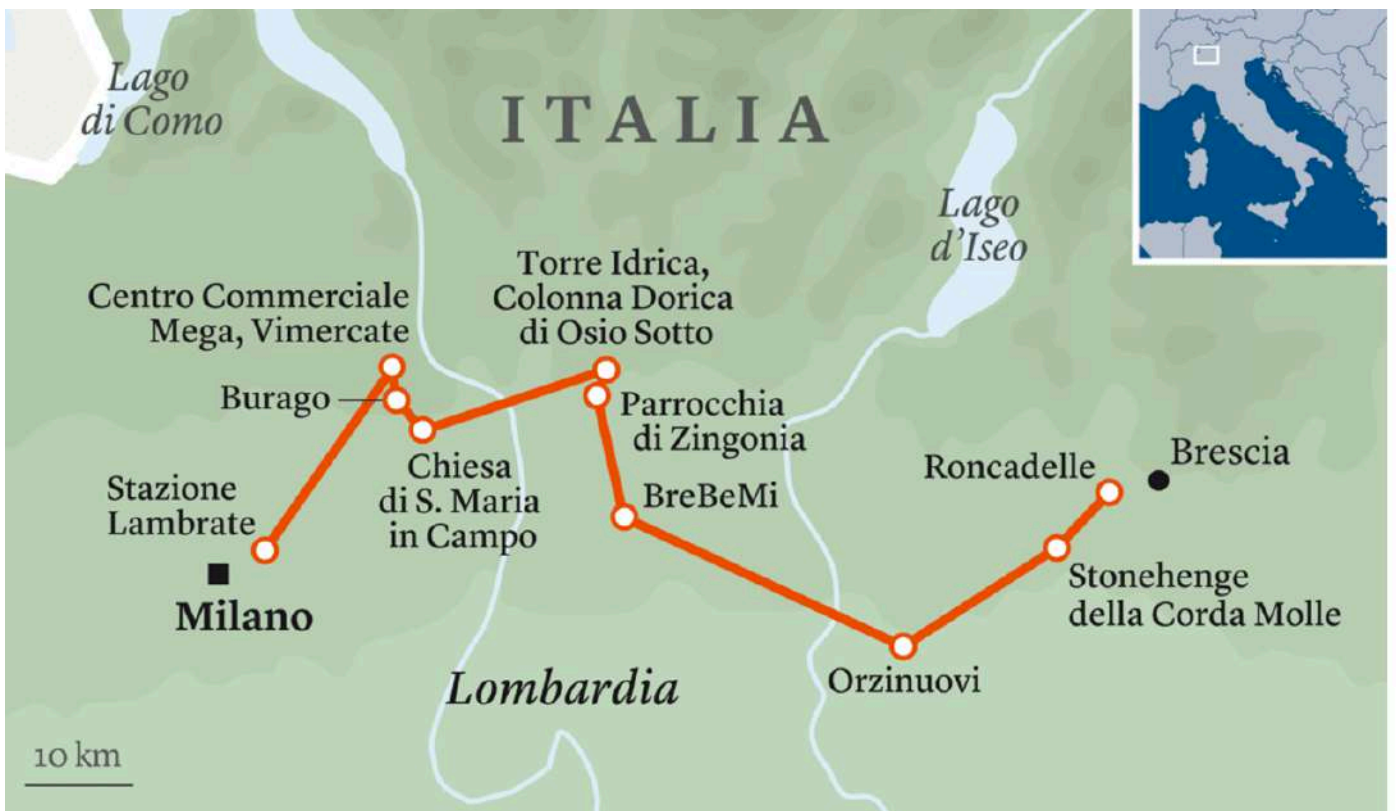 Lago
di Como
ITALIA
Lago
d’Iseo
Torre Idrica,
Colonna Dorica
di Osio Sotto
Centro Commerciale
Mega, Vimercate
Burago
Parrocchia
di Zingonia
Chiesa
di S. Maria
in Campo
Roncadelle
Brescia
Stazione
Lambrate
BreBeMi
Stonehenge
della Corda Molle
Milano
Lombardia
Orzinuovi
10 km